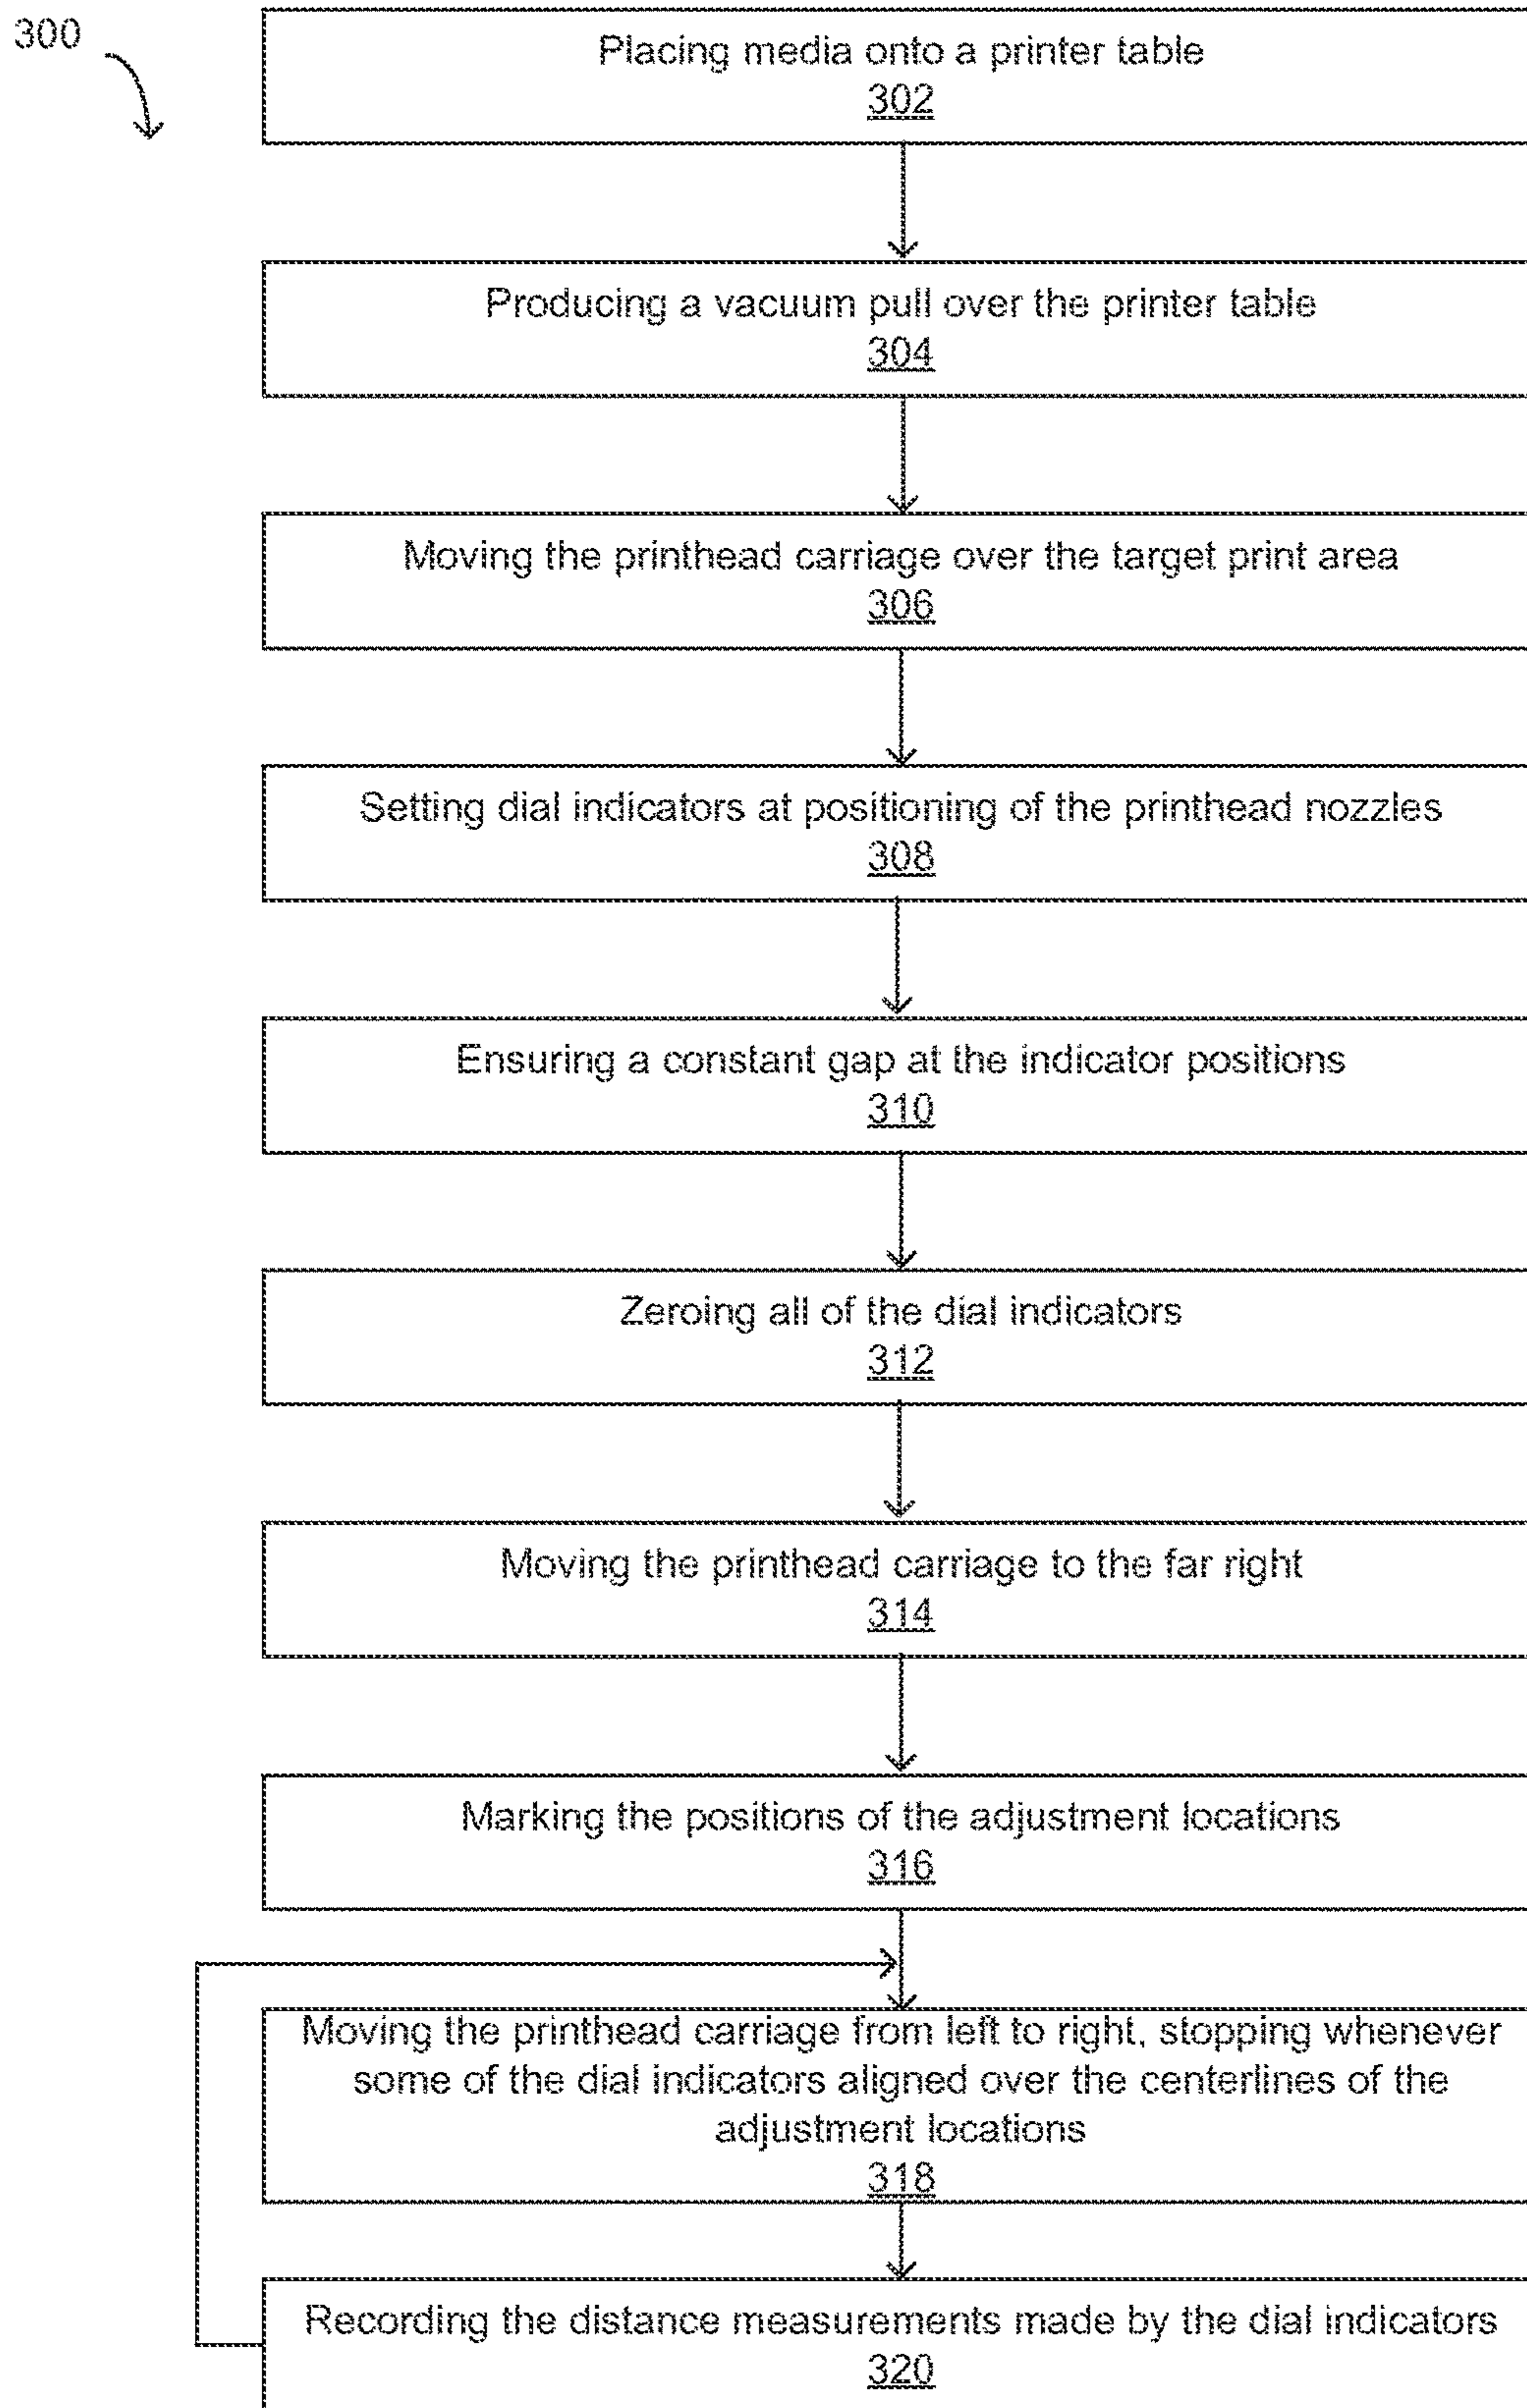 300
Placing media onto a printer table
302
Producing a vacuum pull over the printer table
304
Moving the printhead carriage over the target print area
306
Setting dial indicators at positioning of the printhead nozzles
308
Ensuring a constant gap at the indicator positions
310
Zeroing all of the dial indicators
312
Moving the printhead carriage to the far right
314
Marking the positions of the adjustment locations
316
Moving the printhead carriage from left to right, stopping whenever
some of the dial indicators aligned over the centerlines of the
adjustment locations
318
Recording the distance measurements made by the dial indicators
320